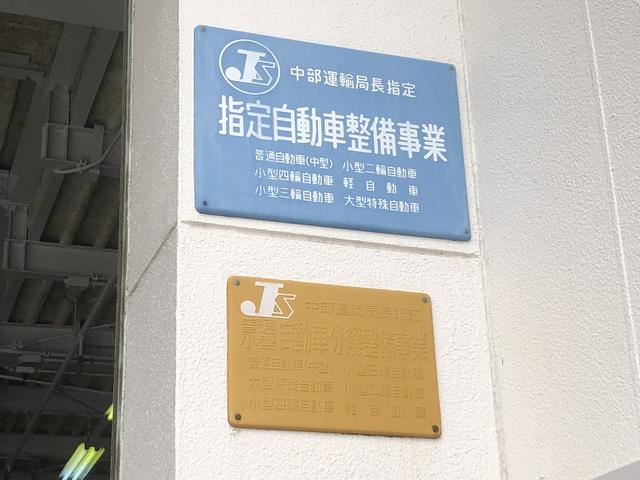 JS 中部運輸局長指定
指定自動車整備事業
普通自動車(中型) 小型二輪自動車
小型四輪自動車 軽自動車
小型三輪自動車 大型特殊自動車
JS 中部運輸局長認証
普通
小型自動車分解整備事業
普通自動車(中型) 小型三輪自動車
大型特殊自動車 小型二輪自動車
小型四輪自動車 軽自動車